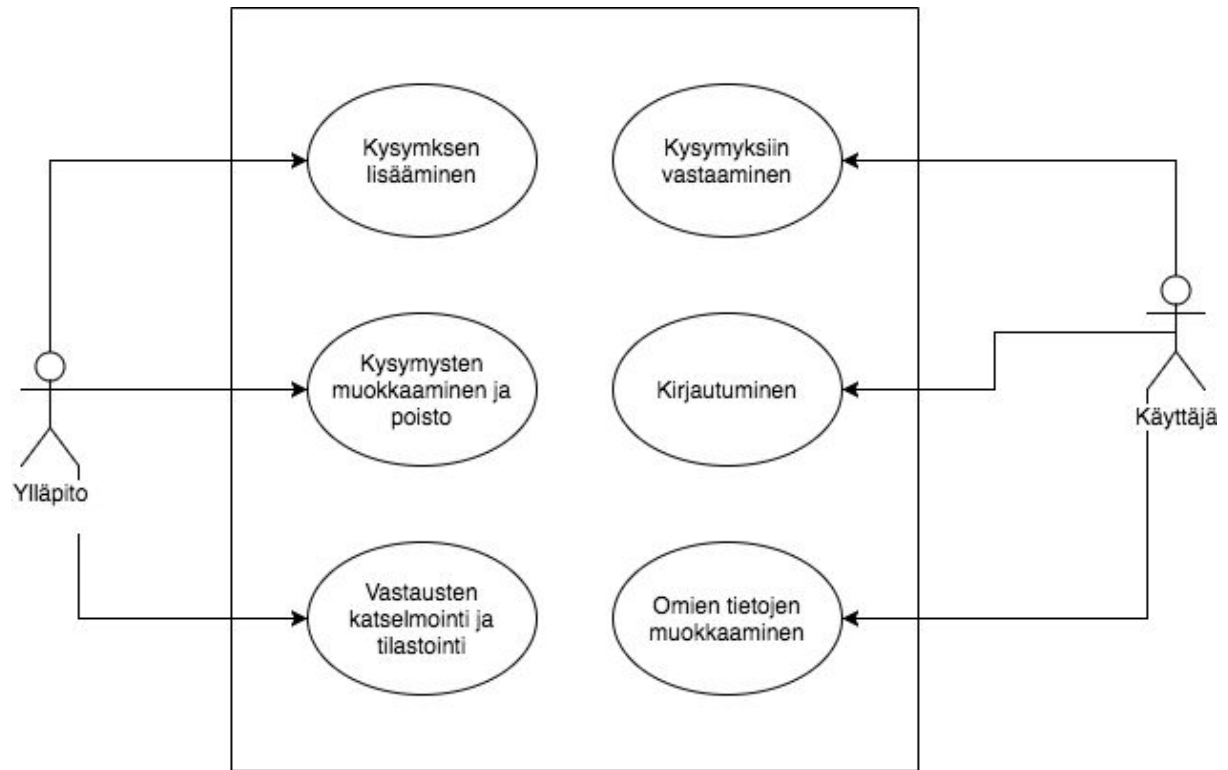 Kysymksen
lisääminen
Kysymyksiin
vastaaminen
Kysymysten
muokkaaminen ja
poisto
Kirjautuminen
Käyttäjä
Ylläpito
Vastausten
katselmointi ja
tilastointi
Omien tietojen
muokkaaminen